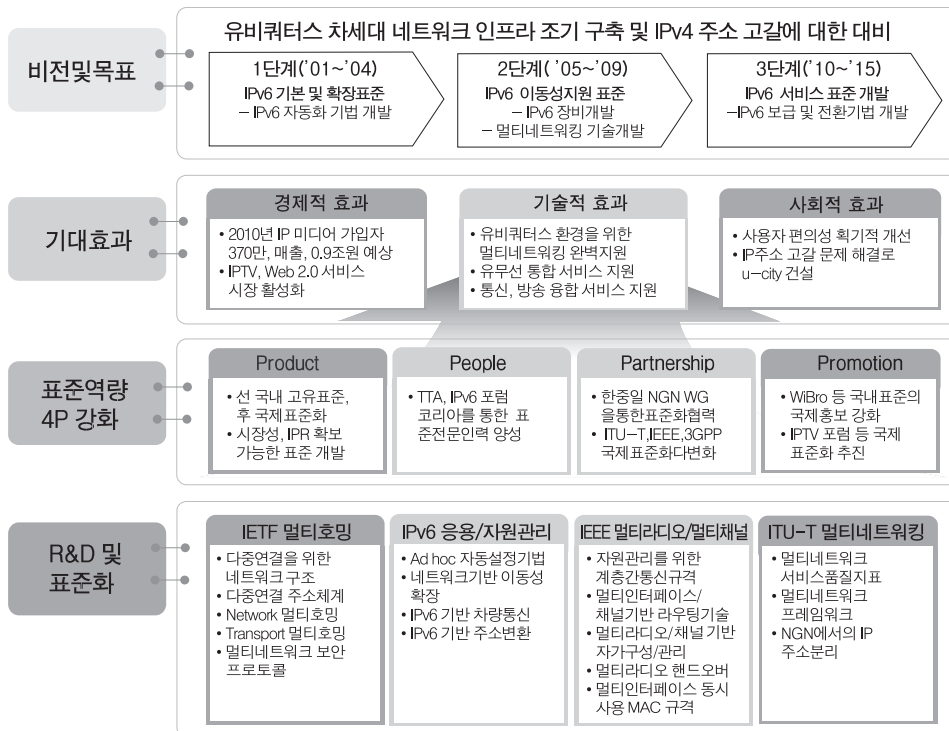 비전및목표
유비쿼터스 차세대 네트워크 인프라 조기 구축 및 IPv4 주소 고갈에 대한 대비
1단계('01~'04)
IPv6 기본 및 확장표준
– IPv6 자동화 기법 개발
2단계( '05~'09)
IPv6 이동성지원 표준
– IPv6 장비개발
– 멀티네트워킹 기술개발
3단계('10~'15)
IPv6 서비스 표준 개발
–IPv6 보급 및 전환기법 개발
기대효과
경제적 효과
• 2010년 IP 미디어 가입자
370만, 매출, 0.9조원 예상
• IPTV, Web 2.0 서비스
시장 활성화
기술적 효과
• 유비쿼터스 환경을 위한
멀티네트워킹 완벽지원
• 유무선 통합 서비스 지원
• 통신, 방송 융합 서비스 지원
사회적 효과
• 사용자 편의성 획기적 개선
• IP주소 고갈 문제 해결로
u–city 건설
표준역량
4P 강화
Product
• 선 국내 고유표준,
후 국제표준화
• 시장성, IPR 확보
가능한 표준 개발
People
• TTA, IPv6 포럼
코리아를 통한 표
준전문인력 양성
Partnership
• 한중일 NGN WG
을통한표준화협력
• ITU–T,IEEE,3GPP
국제표준화다변화
Promotion
• WiBro 등 국내표준의
국제홍보 강화
• IPTV 포럼 등 국제
표준화 추진
R&D 및
표준화
IETF 멀티호밍
• 다중연결을 위한
네트워크 구조
• 다중연결 주소체계
• Network 멀티호밍
• Transport 멀티호밍
• 멀티네트워크 보안
프로토콜
IPv6 응용/자원관리
• Ad hoc 자동설정기법
• 네트워크기반 이동성
확장
• IPv6 기반 차량통신
• IPv6 기반 주소변환
IEEE 멀티라디오/멀티채널
• 자원관리를 위한
계층간통신규격
• 멀티인터페이스/
채널기반 라우팅기술
• 멀티라디오/채널 기반
자가구성/관리
• 멀티라디오 핸드오버
• 멀티인터페이스 동시
사용 MAC 규격
ITU–T 멀티네트워킹
• 멀티네트워크
서비스품질지표
• 멀티네트워크
프레임워크
• NGN에서의 IP
주소분리